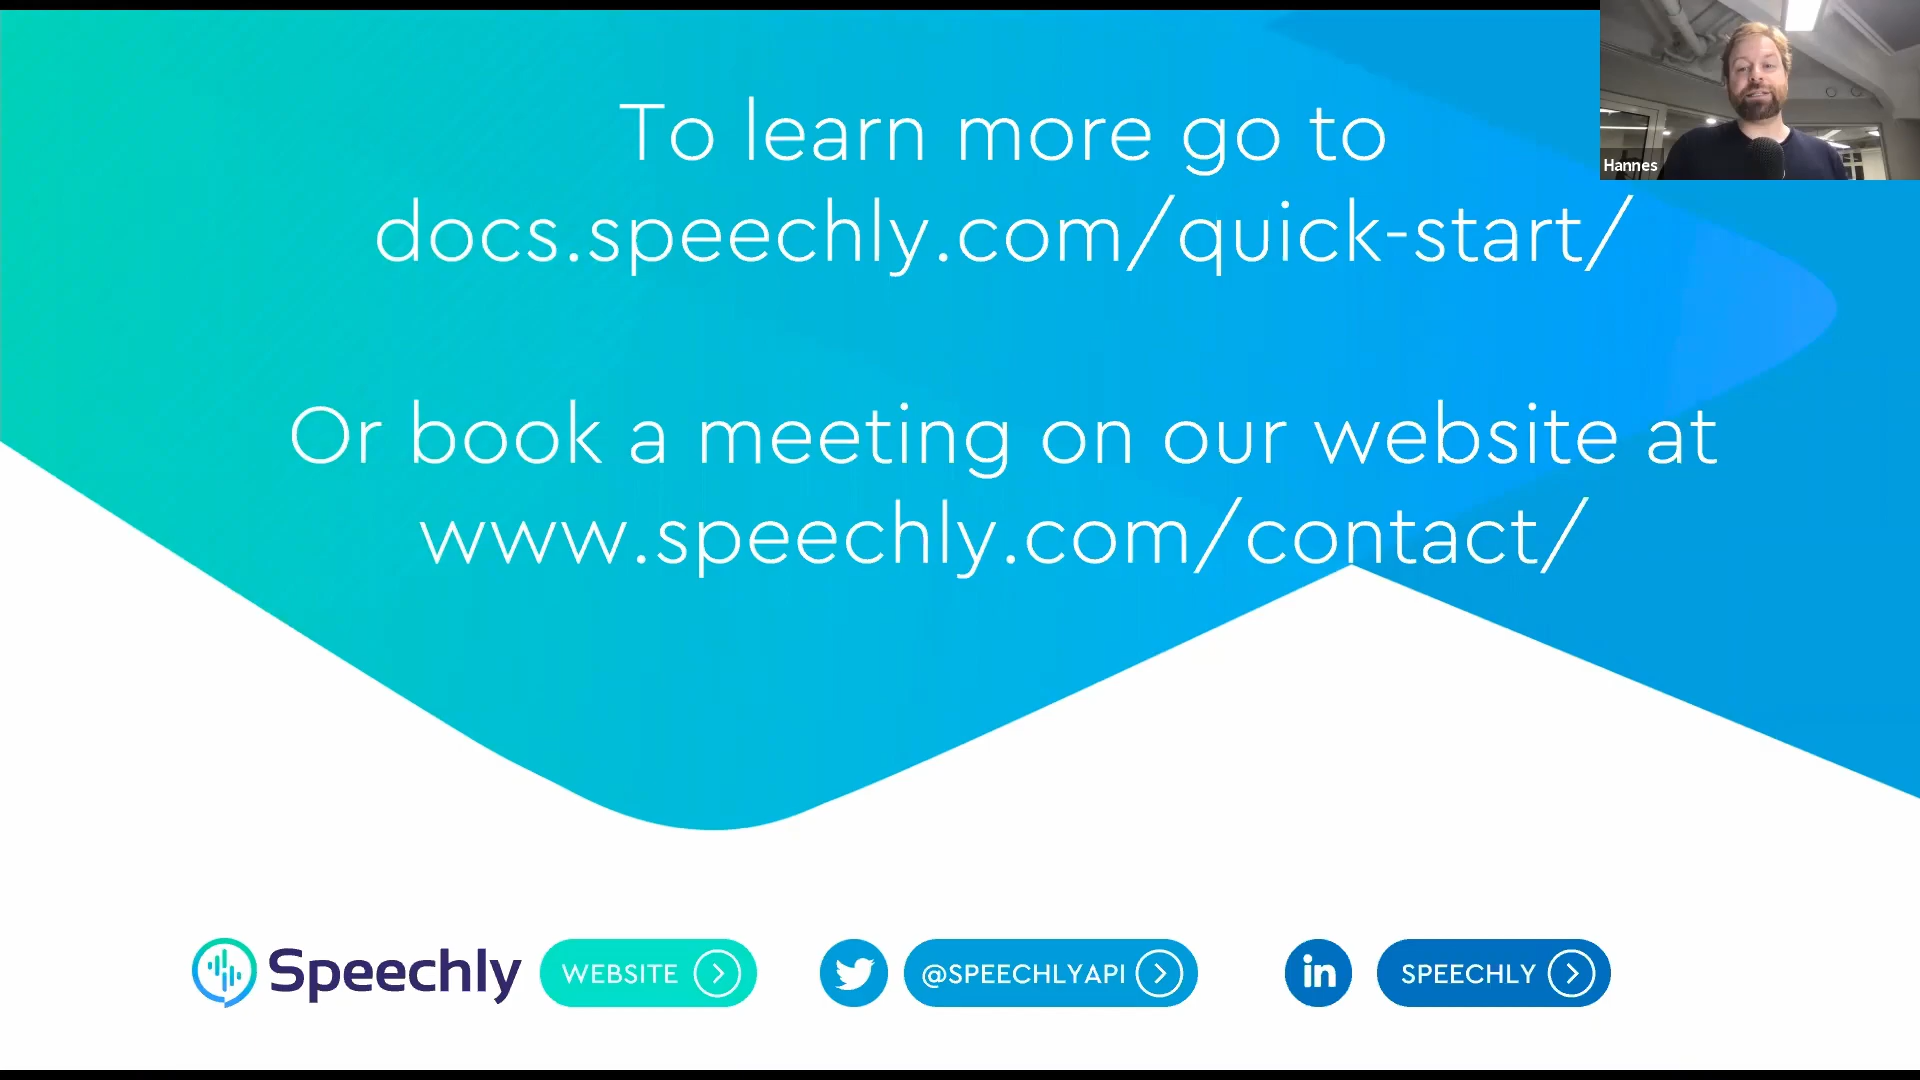 To learn more go to
docs.speechly.com/quick-start/
Or book a meeting on our website at
www.speechly.com/contact/
Hannes
Speechly
WEBSITE
@SPEECHLYAPI
in
SPEECHLY